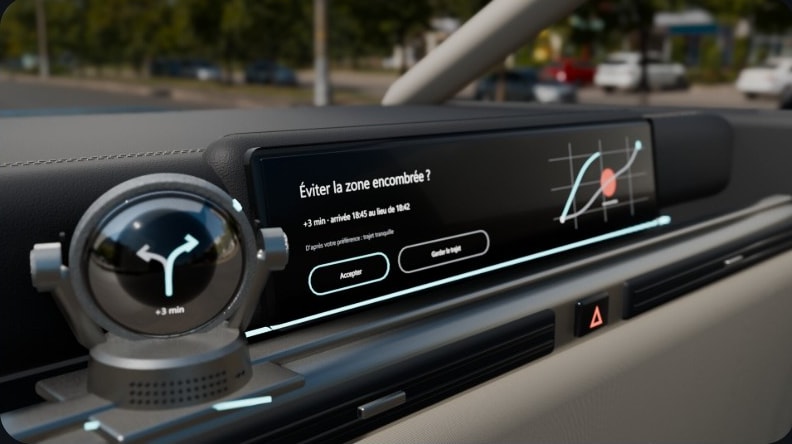 Éviter la zone encombrée ?
+3 min - arrivée 18:45 au lieu de 18:42
D'après votre préférence : trajet tranquille
Accepter
Garder le trajet
+3 min